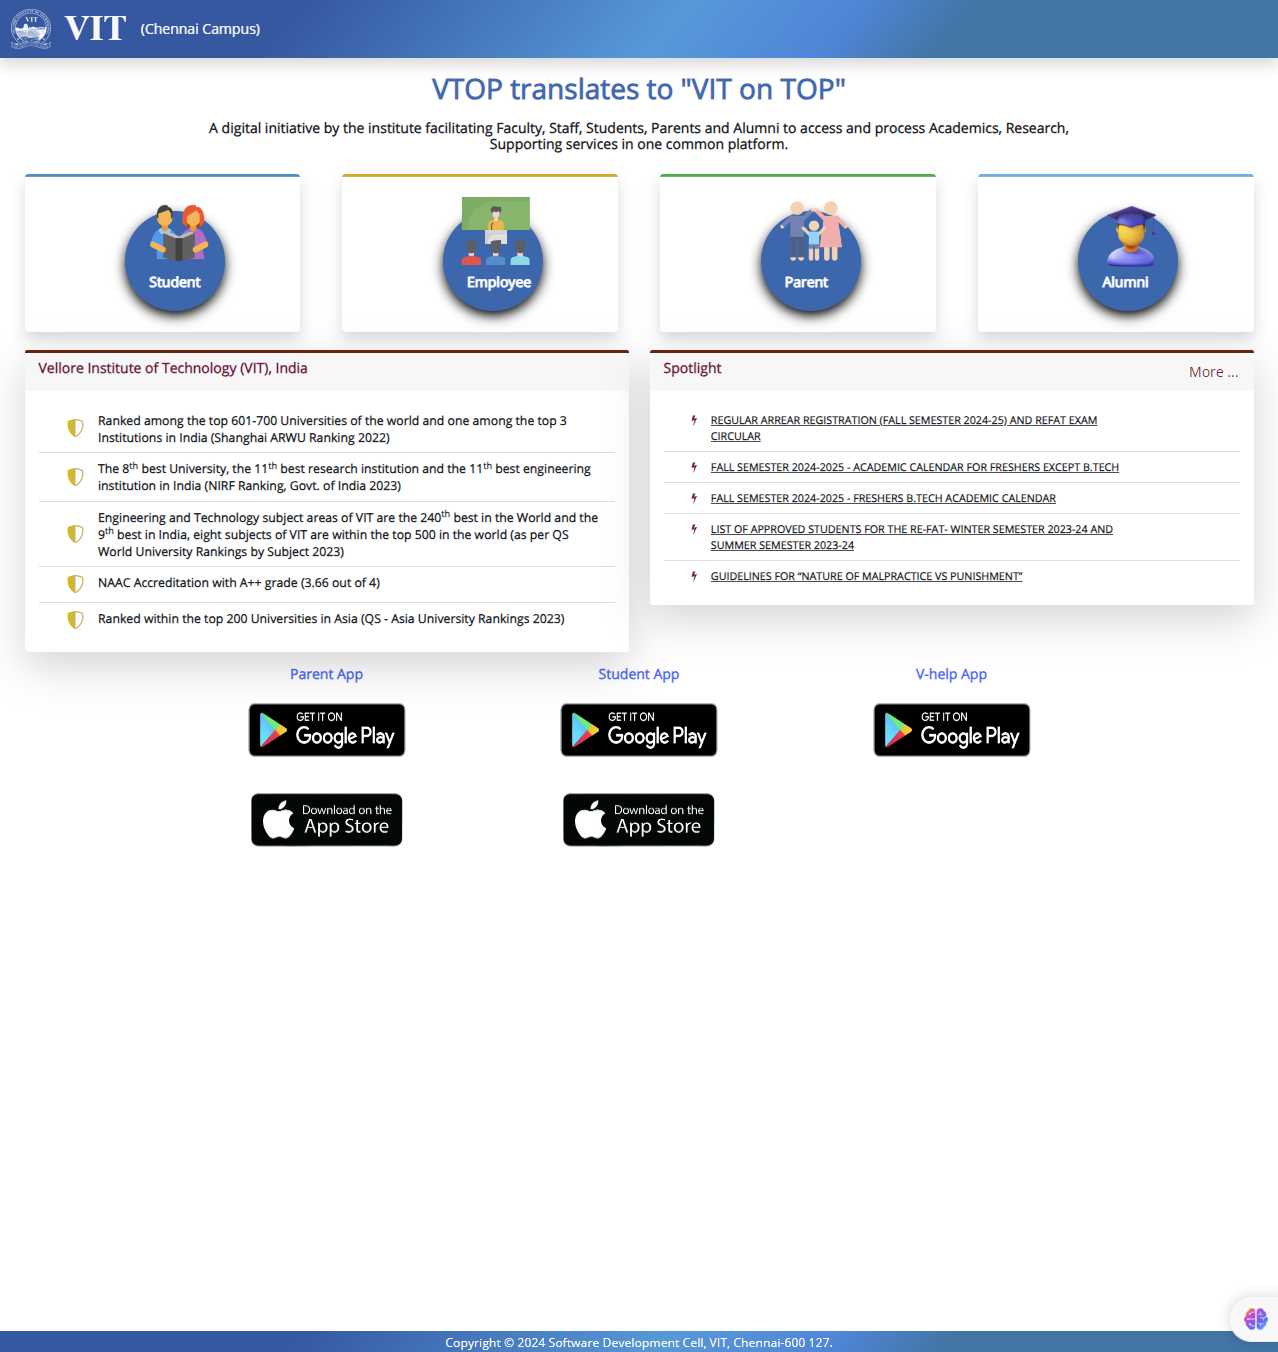 VIT
VIT
(Chennai Campus)
VTOP translates to "VIT on TOP"
A digital initiative by the institute facilitating Faculty, Staff, Students, Parents and Alumni to access and process Academics, Research,
Supporting services in one common platform.
Student
Employee
Parent
Alumni
Vellore Institute of Technology (VIT), India
Ranked among the top 601-700 Universities of the world and one among the top 3
Institutions in India (Shanghai ARWU Ranking 2022)
The 8th best University, the 11th best research institution and the 11th best engineering
institution in India (NIRF Ranking, Govt. of India 2023)
Engineering and Technology subject areas of VIT are the 240th best in the World and the
9th best in India, eight subjects of VIT are within the top 500 in the world (as per QS
World University Rankings by Subject 2023)
NAAC Accreditation with A++ grade (3.66 out of 4)
Ranked within the top 200 Universities in Asia (QS - Asia University Rankings 2023)
Spotlight
More ...
REGULAR ARREAR REGISTRATION (FALL SEMESTER 2024-25) AND REFAT EXAM
CIRCULAR
FALL SEMESTER 2024-2025 - ACADEMIC CALENDAR FOR FRESHERS EXCEPT B.TECH
FALL SEMESTER 2024-2025 - FRESHERS B.TECH ACADEMIC CALENDAR
LIST OF APPROVED STUDENTS FOR THE RE-FAT- WINTER SEMESTER 2023-24 AND
SUMMER SEMESTER 2023-24
GUIDELINES FOR “NATURE OF MALPRACTICE VS PUNISHMENT”
Parent App
GET IT ON
Google Play
Download on the
App Store
Student App
GET IT ON
Google Play
Download on the
App Store
V-help App
GET IT ON
Google Play
Copyright © 2024 Software Development Cell, VIT, Chennai-600 127.